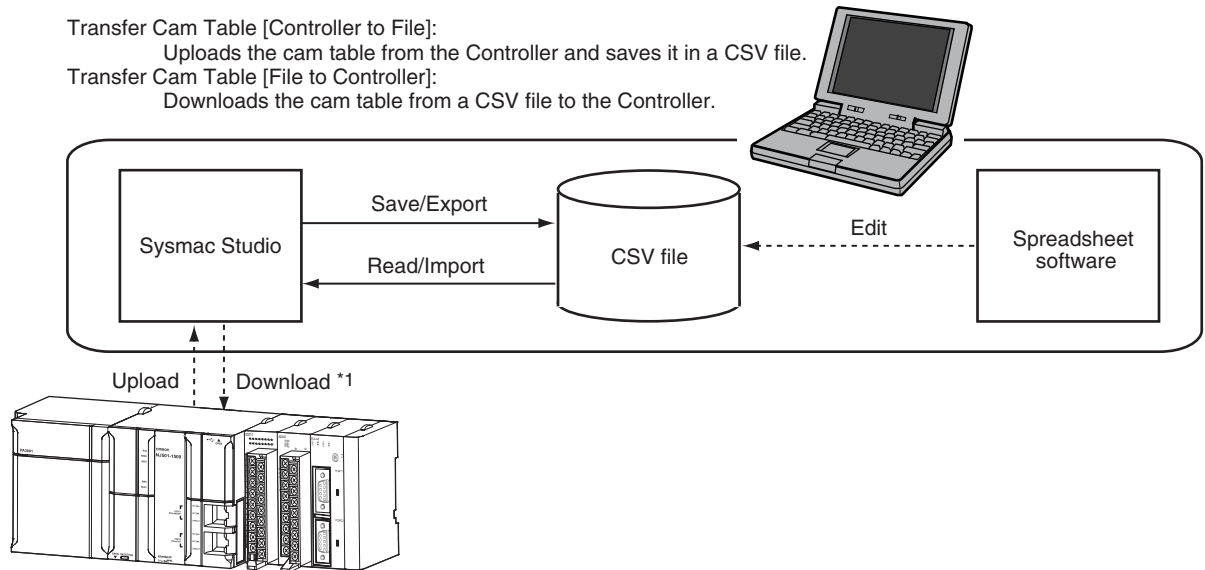 Transfer Cam Table [Controller to File]:
Uploads the cam table from the Controller and saves it in a CSV file.
Transfer Cam Table [File to Controller]:
Downloads the cam table from a CSV file to the Controller.
Save/Export
Edit
Sysmac Studio
CSV file
Spreadsheet
software
Read/Import
Upload
Download *1
NJ501-1500